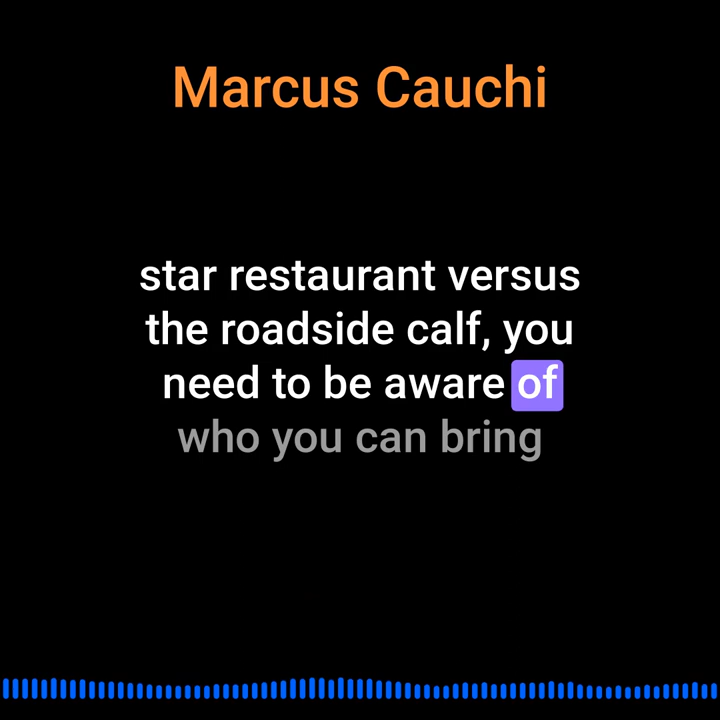 Marcus Cauchi
star restaurant versus
the roadside calf, you
need to be aware of
who you can bring